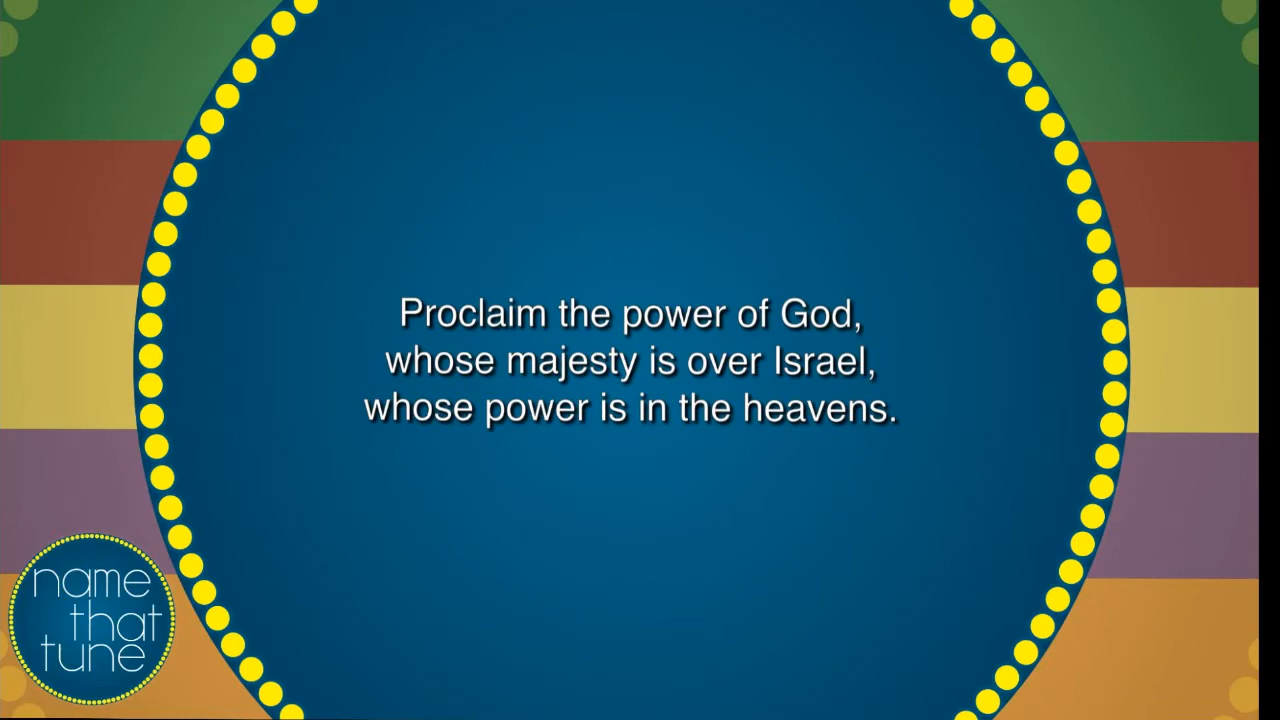 Proclaim the power of God,
whose majesty is over Israel,
whose power is in the heavens.
name
that
tune